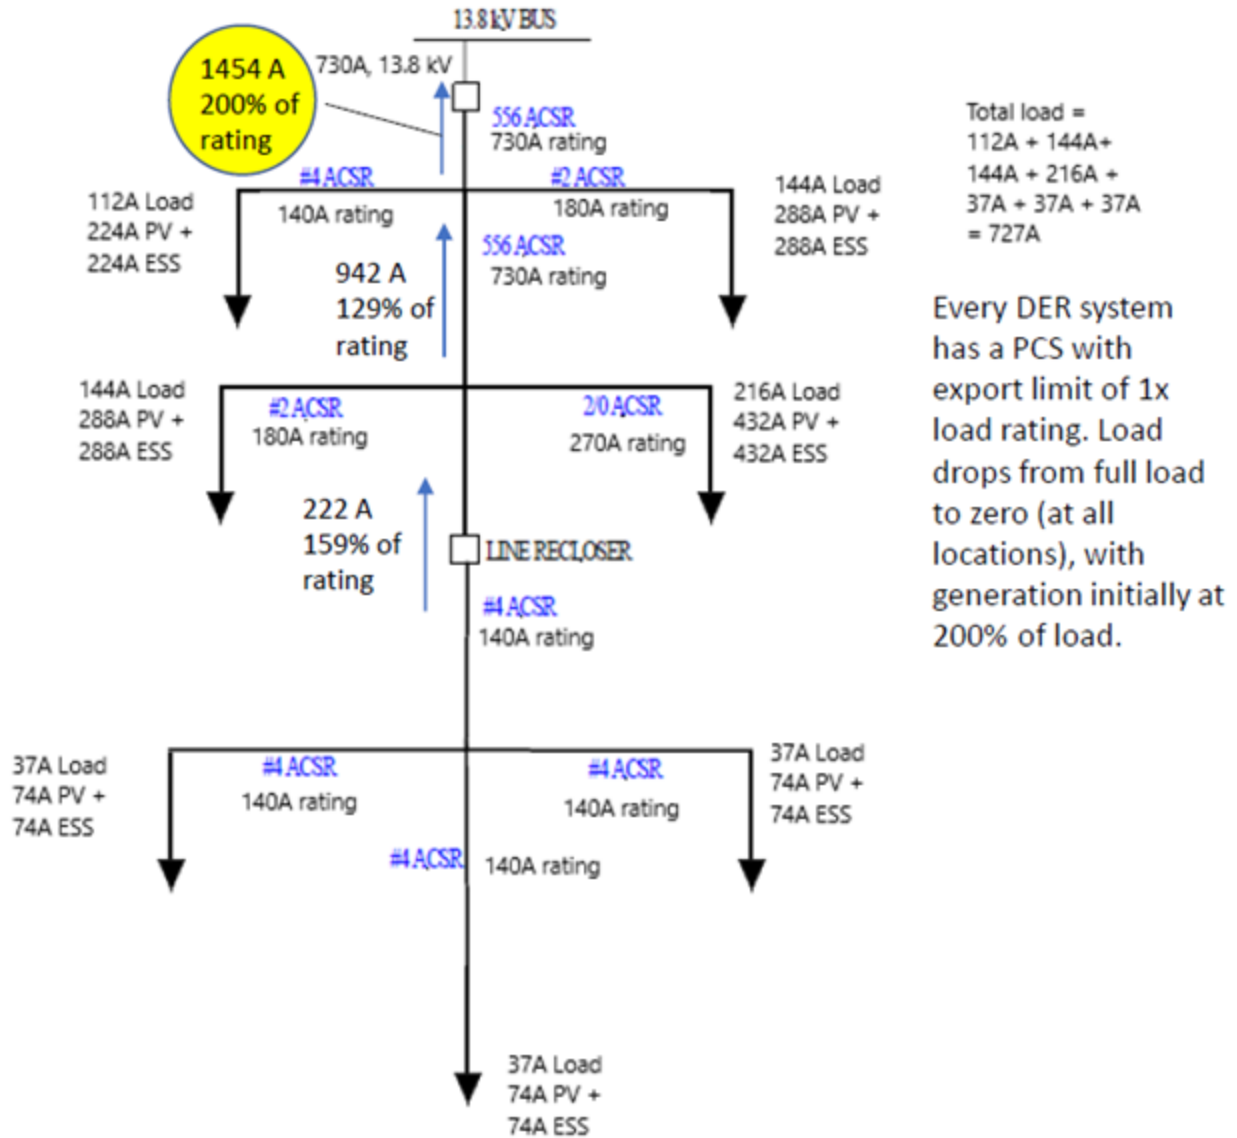 13.8 kV BUS
1454 A
200% of
rating
730A, 13.8 kV
556 ACSR
730A rating
Total load =
112A + 144A+
144A + 216A +
37A + 37A + 37A
= 727A
#4 ACSR
140A rating
#2 ACSR
180A rating
112A Load
224A PV +
224A ESS
144A Load
288A PV +
288A ESS
556 ACSR
730A rating
942 A
129% of
rating
Every DER system
has a PCS with
export limit of 1x
load rating. Load
drops from full load
to zero (at all
locations), with
generation initially at
200% of load.
144A Load
288A PV +
288A ESS
#2 ACSR
180A rating
2/0 ACSR
270A rating
216A Load
432A PV +
432A ESS
222 A
159% of
rating
LINE RECLOSER
#4 ACSR
140A rating
37A Load
74A PV +
74A ESS
#4 ACSR
140A rating
#4 ACSR
140A rating
37A Load
74A PV +
74A ESS
#4 ACSR
140A rating
37A Load
74A PV +
74A ESS